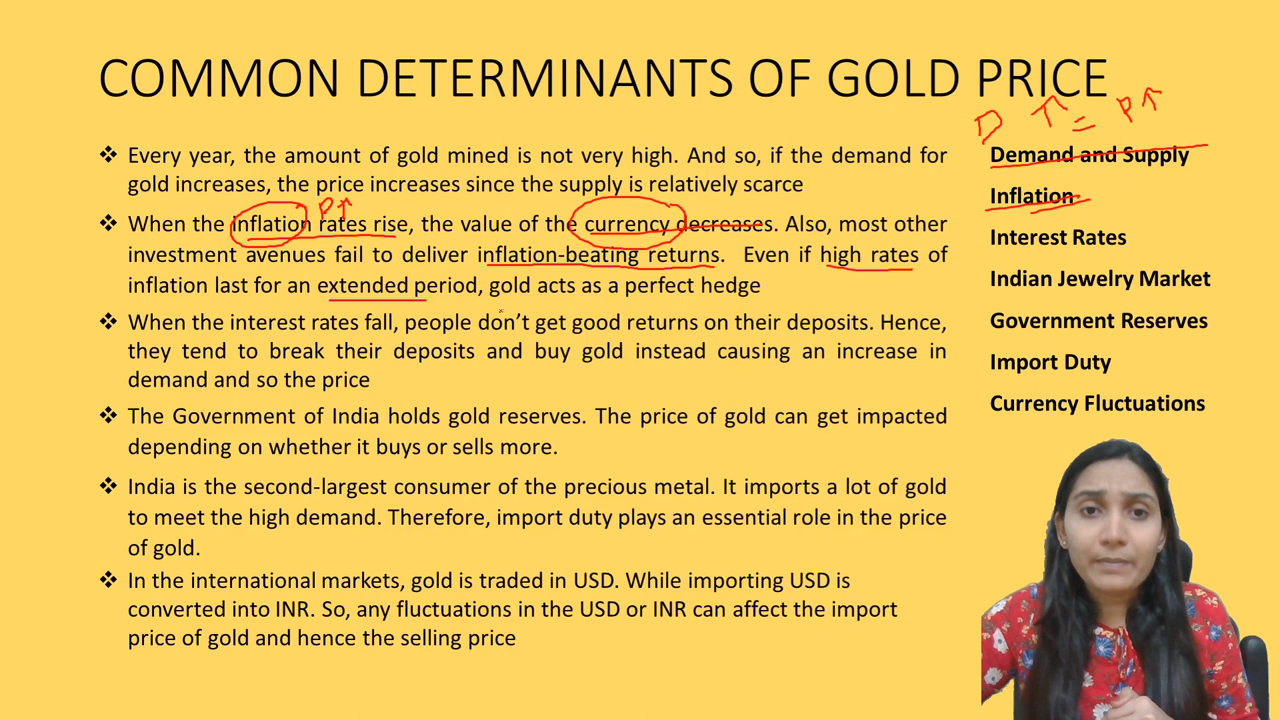 COMMON DETERMINANTS OF GOLD PRICE
D ↑ = P↑
❖ Every year, the amount of gold mined is not very high. And so, if the demand for
gold increases, the price increases since the supply is relatively scarce
P↑
❖ When the inflation rates rise, the value of the currency decreases. Also, most other
investment avenues fail to deliver inflation-beating returns. Even if high rates of
inflation last for an extended period, gold acts as a perfect hedge
❖ When the interest rates fall, people don’t get good returns on their deposits. Hence,
they tend to break their deposits and buy gold instead causing an increase in
demand and so the price
❖ The Government of India holds gold reserves. The price of gold can get impacted
depending on whether it buys or sells more.
❖ India is the second-largest consumer of the precious metal. It imports a lot of gold
to meet the high demand. Therefore, import duty plays an essential role in the price
of gold.
❖ In the international markets, gold is traded in USD. While importing USD is
converted into INR. So, any fluctuations in the USD or INR can affect the import
price of gold and hence the selling price
Demand and Supply
Inflation
Interest Rates
Indian Jewelry Market
Government Reserves
Import Duty
Currency Fluctuations